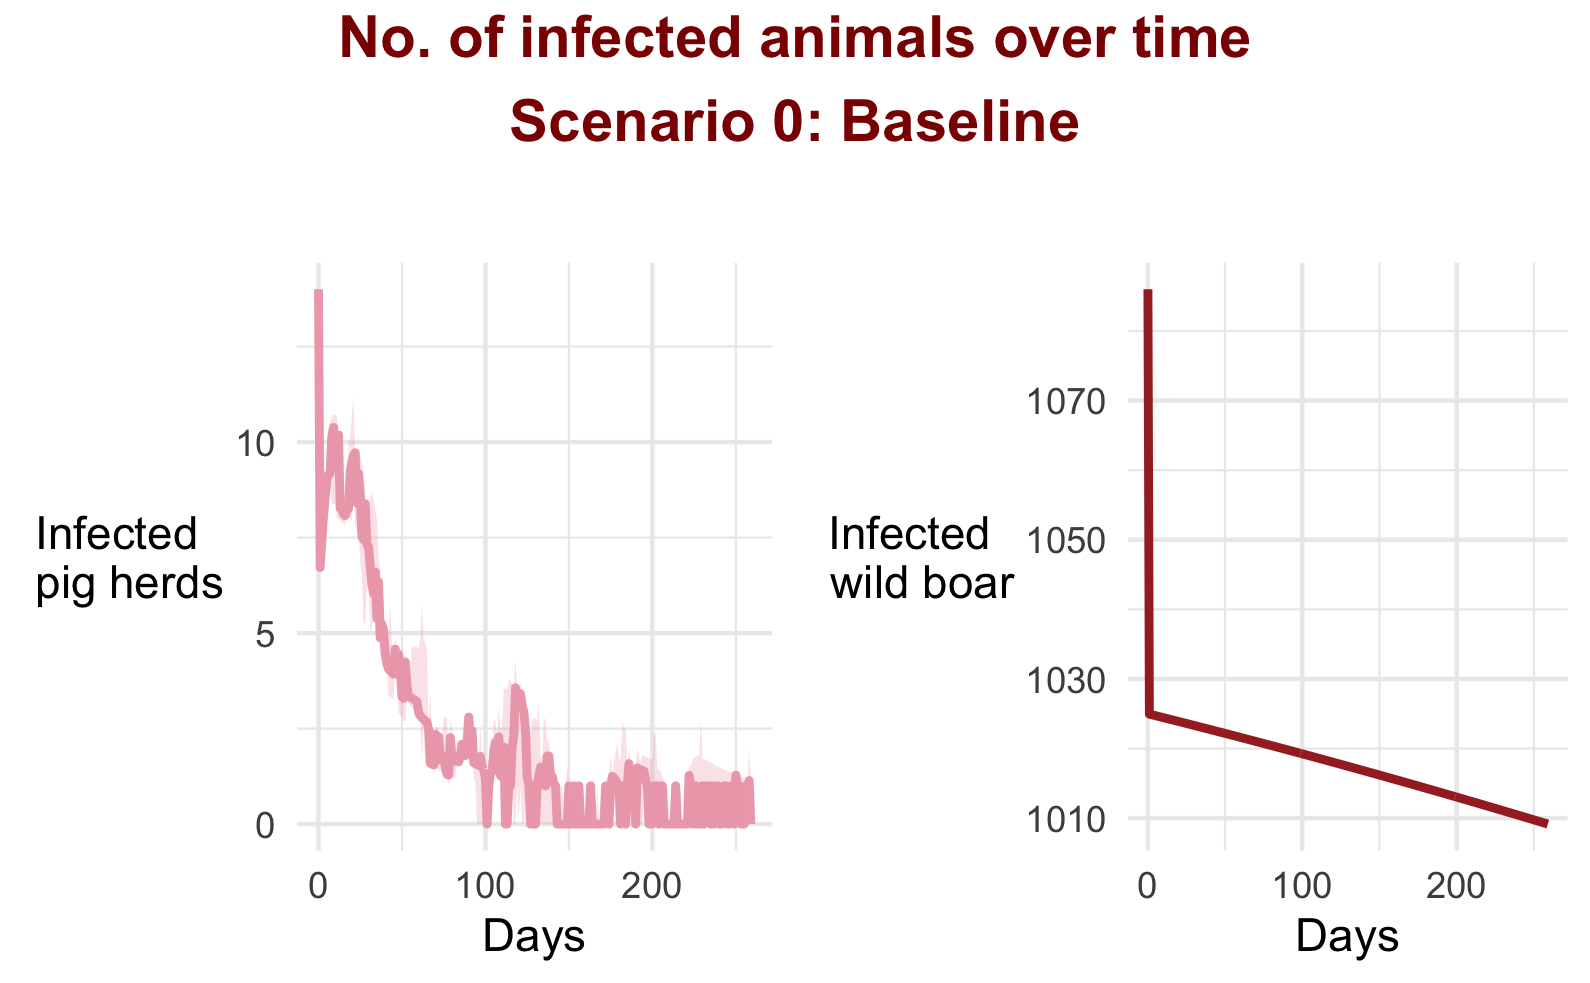 No. of infected animals over time
Scenario 0: Baseline
Infected
pig herds
10
5
0
0
100
200
Days
Infected
wild boar
1070
1050
1030
1010
0
100
200
Days